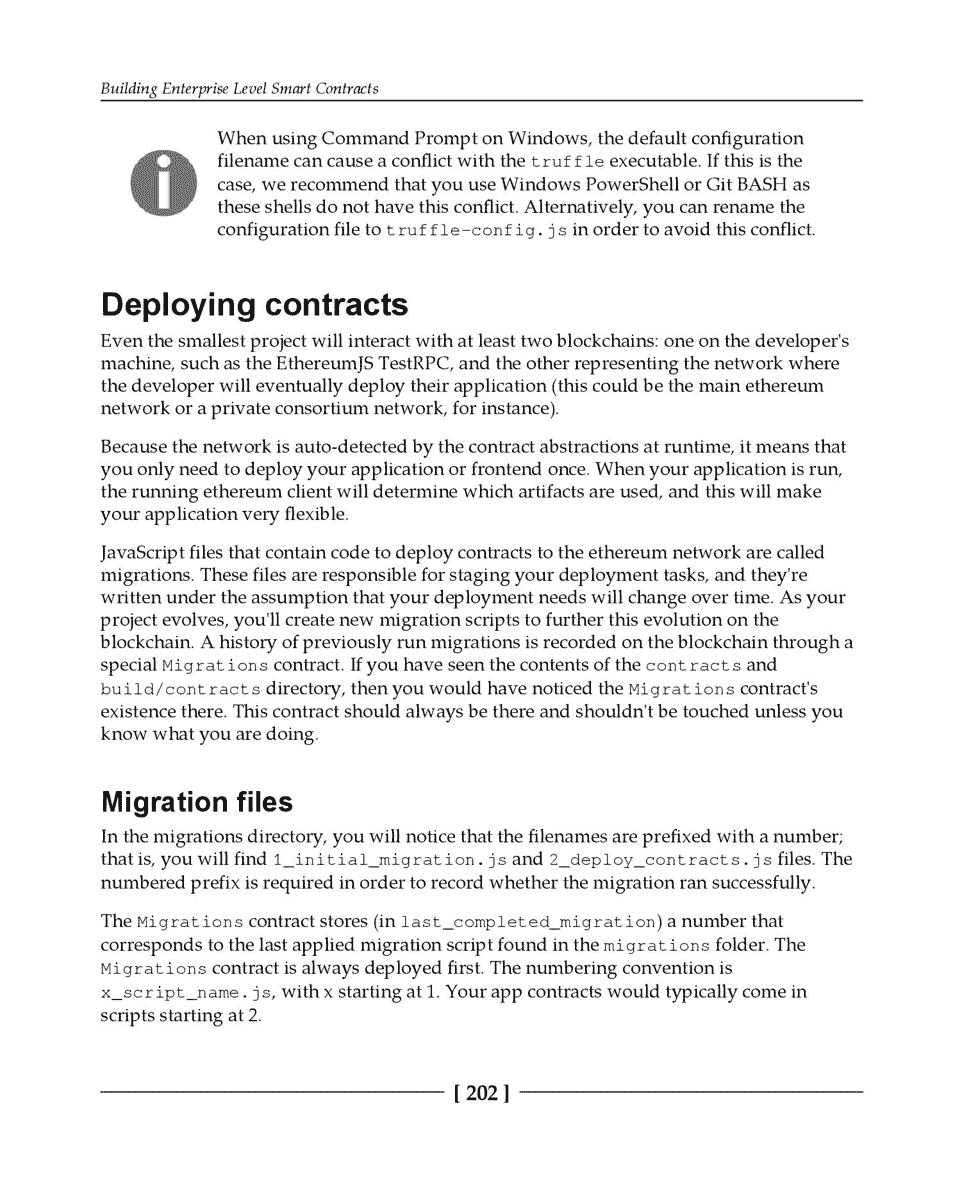 Building Enterprise Level Smart Contracts
When using Command Prompt on Windows, the default configuration
filename can cause a conflict with the truffle executable. If this is the
case, we recommend that you use Windows PowerShell or Git BASH as
these shells do not have this conflict. Alternatively, you can rename the
configuration file to truffle-config.js in order to avoid this conflict.
Deploying contracts
Even the smallest project will interact with at least two blockchains: one on the developer's
machine, such as the EthereumJS TestRPC, and the other representing the network where
the developer will eventually deploy their application (this could be the main ethereum
network or a private consortium network, for instance).
Because the network is auto-detected by the contract abstractions at runtime, it means that
you only need to deploy your application or frontend once. When your application is run,
the running ethereum client will determine which artifacts are used, and this will make
your application very flexible.
JavaScript files that contain code to deploy contracts to the ethereum network are called
migrations. These files are responsible for staging your deployment tasks, and they're
written under the assumption that your deployment needs will change over time. As your
project evolves, you'll create new migration scripts to further this evolution on the
blockchain. A history of previously run migrations is recorded on the blockchain through a
special Migrations contract. If you have seen the contents of the contracts and
build/contracts directory, then you would have noticed the Migrations contract's
existence there. This contract should always be there and shouldn't be touched unless you
know what you are doing.
Migration files
In the migrations directory, you will notice that the filenames are prefixed with a number;
that is, you will find 1_initial_migration.js and 2_deploy_contracts.js files. The
numbered prefix is required in order to record whether the migration ran successfully.
The Migrations contract stores (in last_completed_migration) a number that
corresponds to the last applied migration script found in the migrations folder. The
Migrations contract is always deployed first. The numbering convention is
x_script_name.js, with x starting at 1. Your app contracts would typically come in
scripts starting at 2.
[ 202 ]